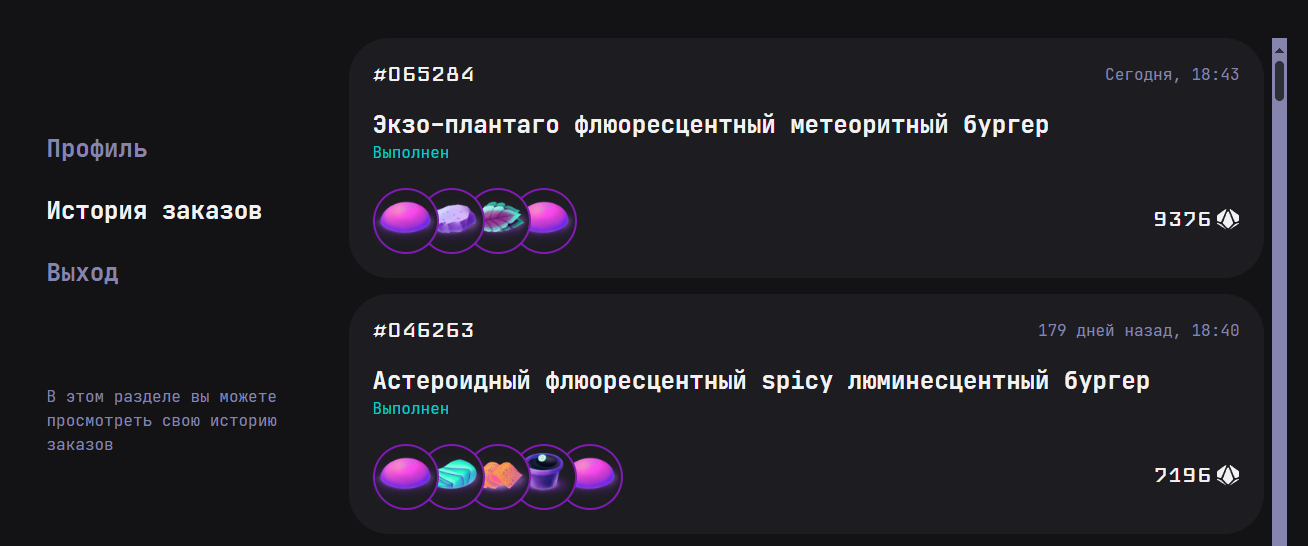 Профиль
История заказов
Выход
В этом разделе вы можете
просмотреть свою историю
заказов
#065284
Сегодня, 18:43
Экзо-плантаго флюоресцентный метеоритный бургер
Выполнен
9376
#046263
179 дней назад, 18:40
Астероидный флюоресцентный spicy люминесцентный бургер
Выполнен
7196